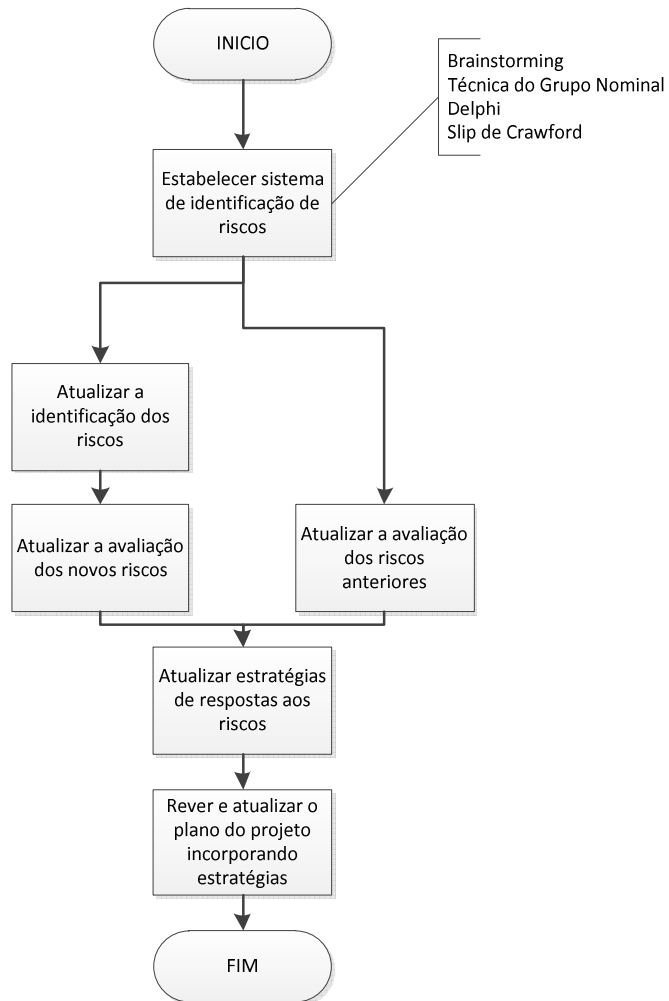 INICIO
Brainstorming
Técnica do Grupo Nominal
Delphi
Slip de Crawford
Estabelecer sistema
de identificação de
riscos
Atualizar a
identificação dos
riscos
Atualizar a avaliação
dos novos riscos
Atualizar a avaliação
dos riscos
anteriores
Atualizar estratégias
de respostas aos
riscos
Rever e atualizar o
plano do projeto
incorporando
estratégias
FIM